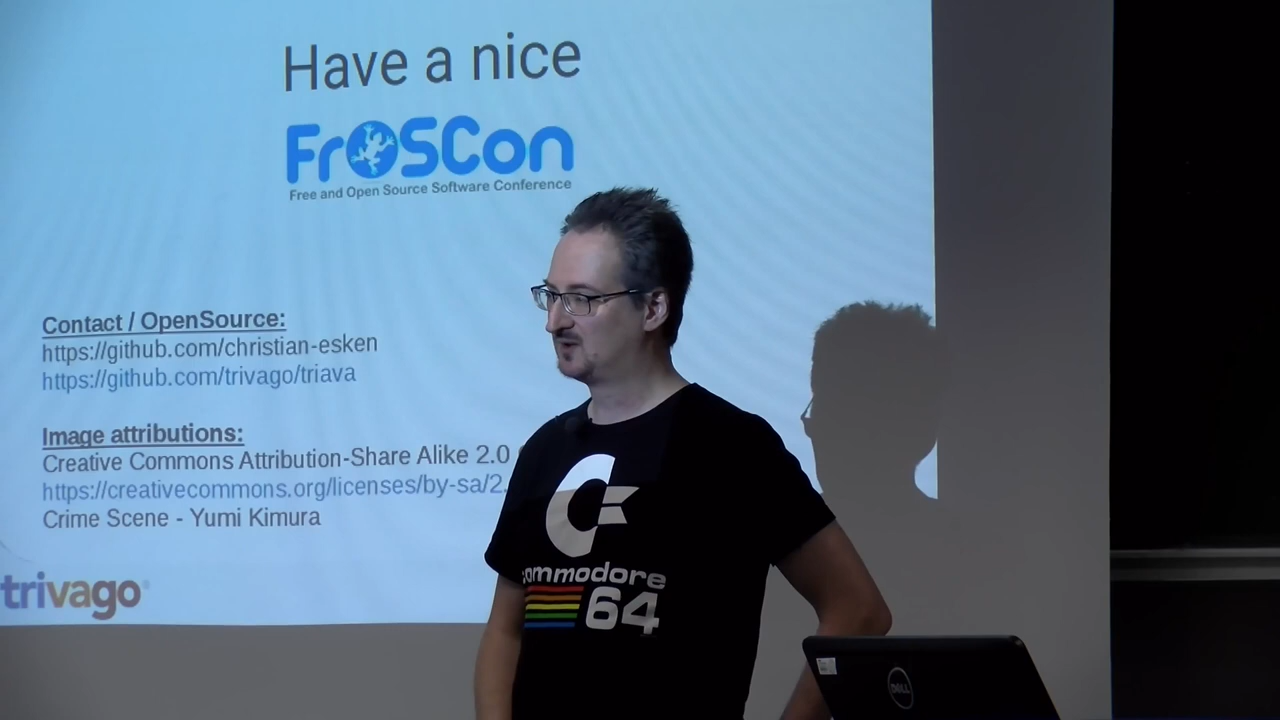 Have a nice
FrOSCon
Free and Open Source Software Conference
Contact / OpenSource:
https://github.com/christian-esken
https://github.com/trivago/triava
Image attributions:
Creative Commons Attribution-Share Alike 2.0
https://creativecommons.org/licenses/by-sa/2.
Crime Scene - Yumi Kimura
trivago
commodore
64
DELL